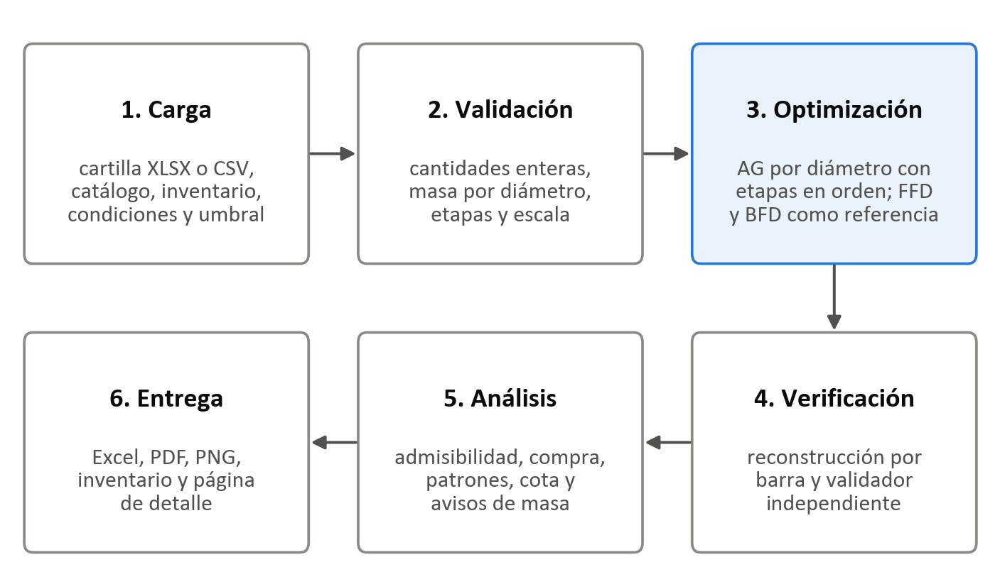 1. Carga
cartilla XLSX o CSV,
catálogo, inventario,
condiciones y umbral
2. Validación
cantidades enteras,
masa por diámetro,
etapas y escala
3. Optimización
AG por diámetro con
etapas en orden; FFD
y BFD como referencia
4. Verificación
reconstrucción por
barra y validador
independiente
5. Análisis
admisibilidad, compra,
patrones, cota y
avisos de masa
6. Entrega
Excel, PDF, PNG,
inventario y página
de detalle